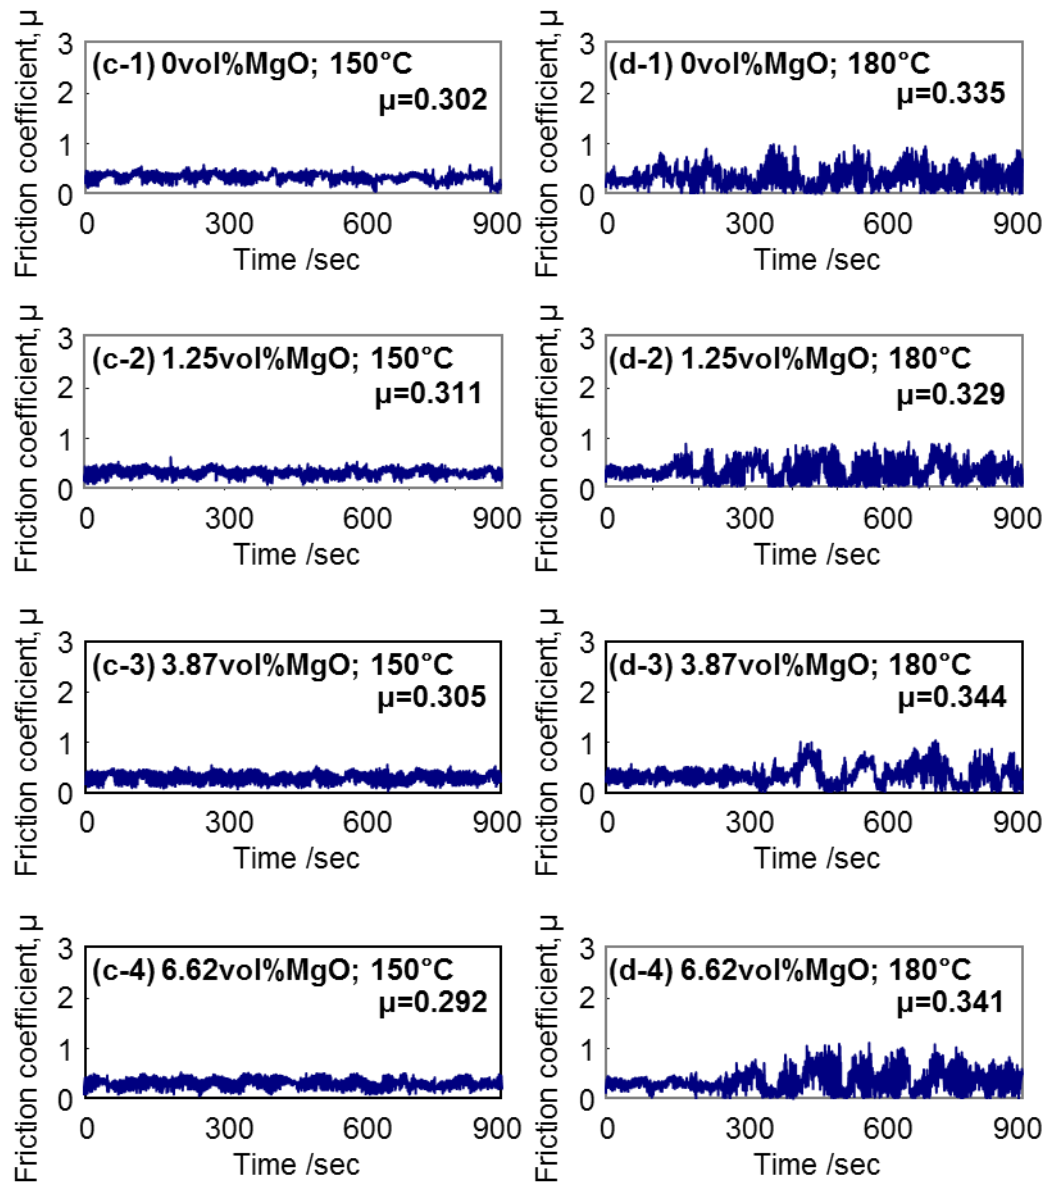 Friction coefficient, μ
3
2
1
0
(c-1) 0vol%MgO; 150°C
μ=0.302
0 300 600 900
Time /sec
Friction coefficient, μ
3
2
1
0
(d-1) 0vol%MgO; 180°C
μ=0.335
0 300 600 900
Time /sec
Friction coefficient, μ
3
2
1
0
(c-2) 1.25vol%MgO; 150°C
μ=0.311
0 300 600 900
Time /sec
Friction coefficient, μ
3
2
1
0
(d-2) 1.25vol%MgO; 180°C
μ=0.329
0 300 600 900
Time /sec
Friction coefficient, μ
3
2
1
0
(c-3) 3.87vol%MgO; 150°C
μ=0.305
0 300 600 900
Time /sec
Friction coefficient, μ
3
2
1
0
(d-3) 3.87vol%MgO; 180°C
μ=0.344
0 300 600 900
Time /sec
Friction coefficient, μ
3
2
1
0
(c-4) 6.62vol%MgO; 150°C
μ=0.292
0 300 600 900
Time /sec
Friction coefficient, μ
3
2
1
0
(d-4) 6.62vol%MgO; 180°C
μ=0.341
0 300 600 900
Time /sec